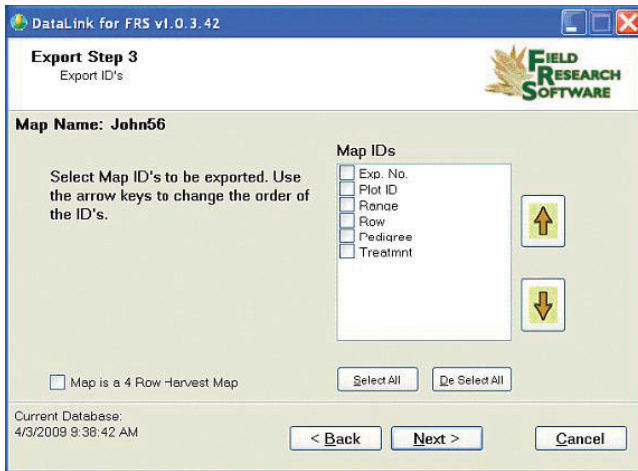 DataLink for FRS v1.0.3.42
Export Step 3
Export ID's
FIELD
RESEARCH
SOFTWARE
Map Name: John56
Map IDs
Select Map ID's to be exported. Use
the arrow keys to change the order of
the ID's.
Exp. No.
Plot ID
Range
Row
Pedigree
Treatmnt
Map is a 4 Row Harvest Map
Select All
De Select All
Current Database:
4/3/2009 9:38:42 AM
< Back
Next >
Cancel